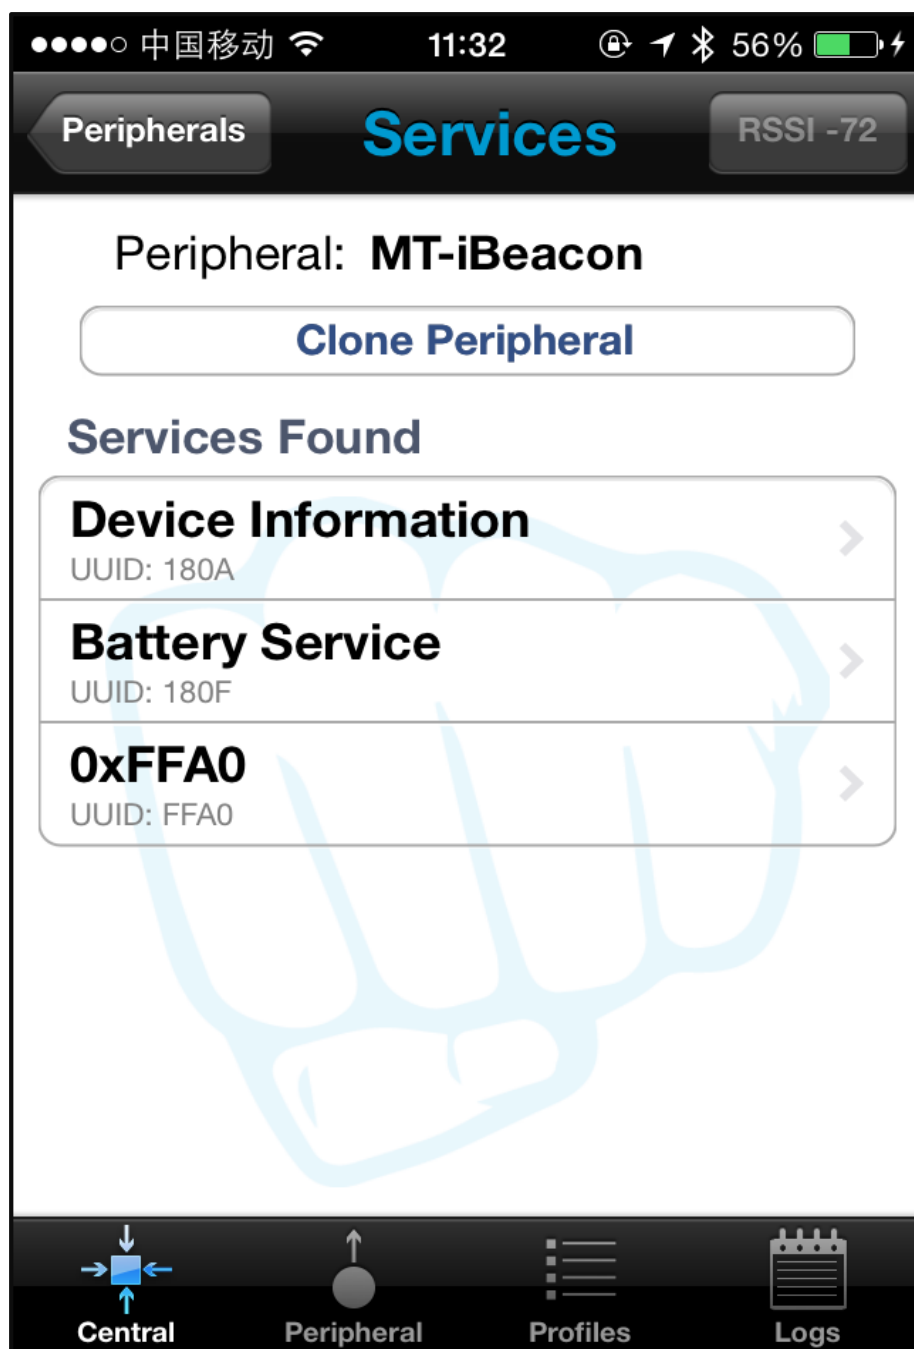 中国移动 11:32 56%
Peripherals Services RSSI -72
Peripheral: MT-iBeacon
Clone Peripheral
Services Found
Device Information
UUID: 180A
Battery Service
UUID: 180F
0xFFA0
UUID: FFA0
Central Peripheral Profiles Logs